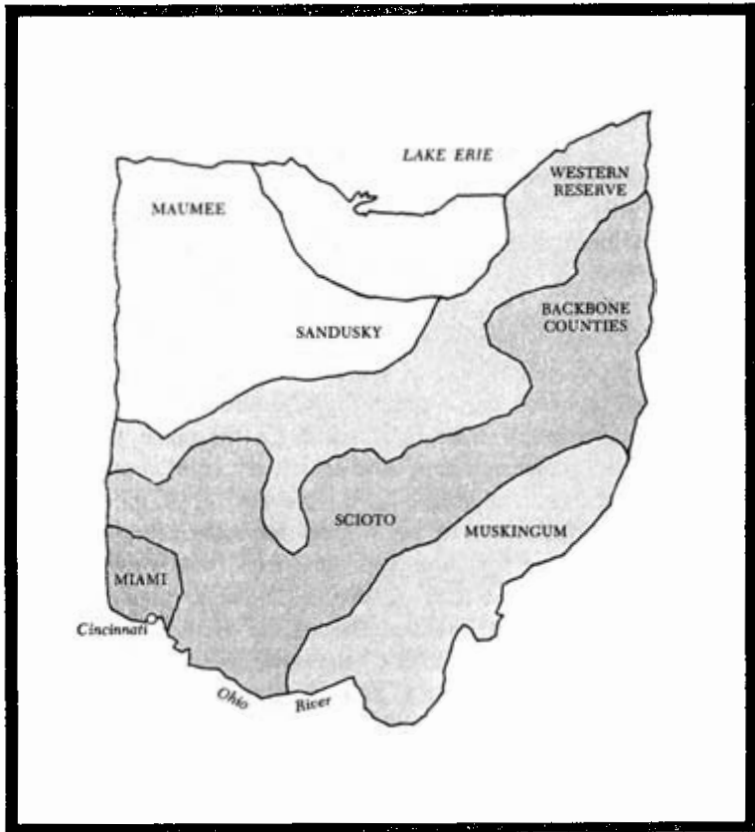 LAKE ERIE
WESTERN
RESERVE
MAUMEE
BACKBONE
COUNTIES
SANDUSKY
SCIOTO
MUSKINGUM
MIAMI
Cincinnati
Ohio River